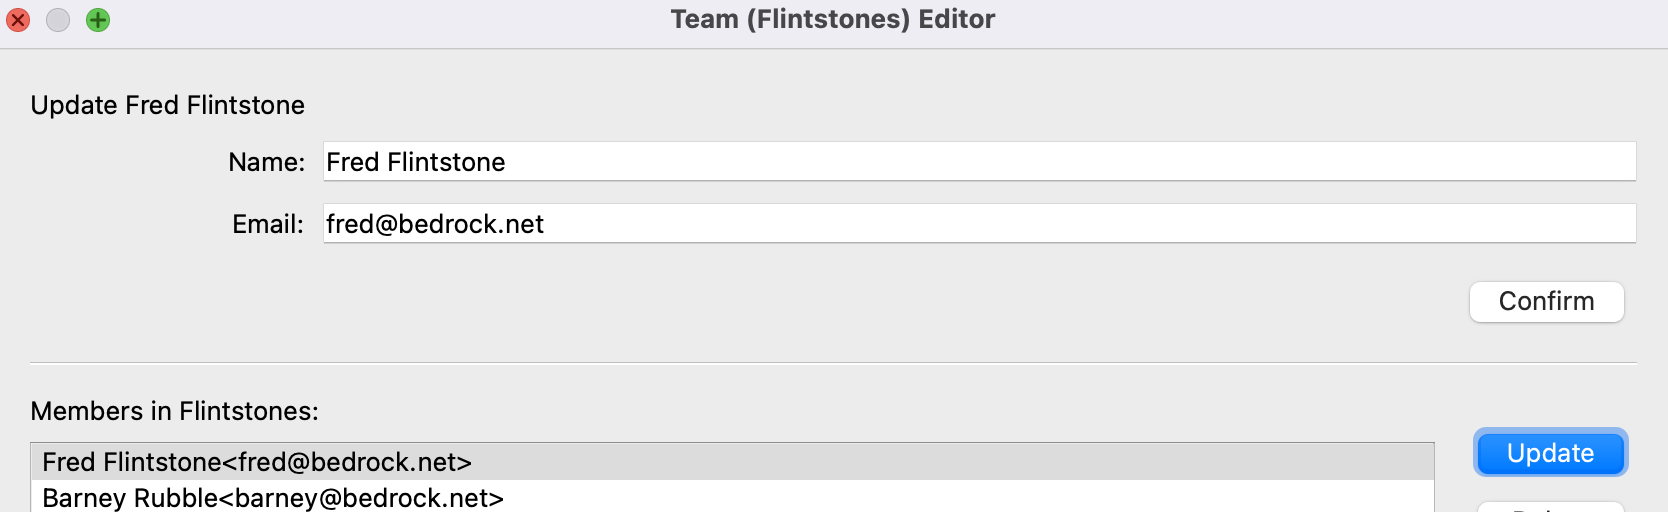 Team (Flintstones) Editor
Update Fred Flintstone
Name: Fred Flintstone
Email: fred@bedrock.net
Confirm
Members in Flintstones:
Fred Flintstone<fred@bedrock.net>
Update
Barney Rubble<barney@bedrock.net>